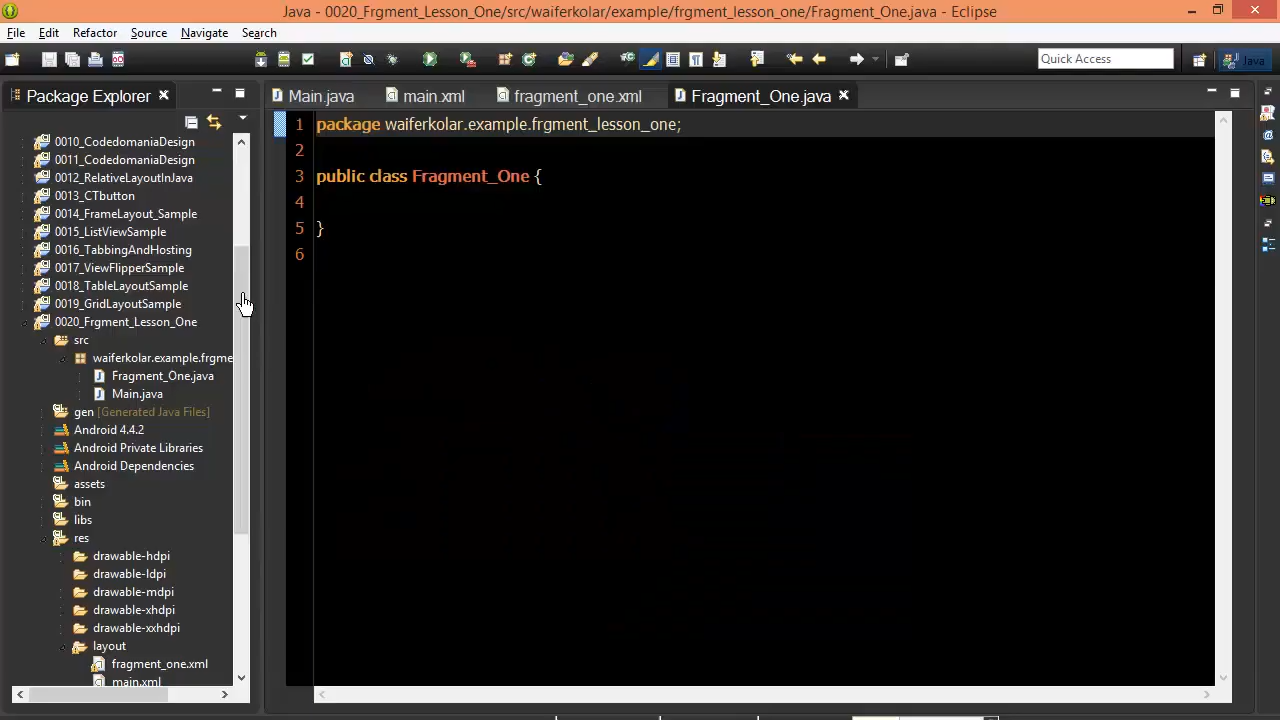 Java - 0020_Frgment_Lesson_One/src/waiferkolar/example/frgment_lesson_one/Fragment_One.java - Eclipse
File Edit Refactor Source Navigate Search
Quick Access
Java
Package Explorer
Main.java main.xml fragment_one.xml Fragment_One.java
0010_CodedomaniaDesign
0011_CodedomaniaDesign
0012_RelativeLayoutInJava
0013_CTbutton
0014_FrameLayout_Sample
0015_ListViewSample
0016_TabbingAndHosting
0017_ViewFlipperSample
0018_TableLayoutSample
0019_GridLayoutSample
0020_Frgment_Lesson_One
src
waiferkolar.example.frgme
Fragment_One.java
Main.java
gen [Generated Java Files]
Android 4.4.2
Android Private Libraries
Android Dependencies
assets
bin
libs
res
drawable-hdpi
drawable-ldpi
drawable-mdpi
drawable-xhdpi
drawable-xxhdpi
layout
fragment_one.xml
main.xml
1 package waiferkolar.example.frgment_lesson_one;
2
3 public class Fragment_One {
4
5 }
6